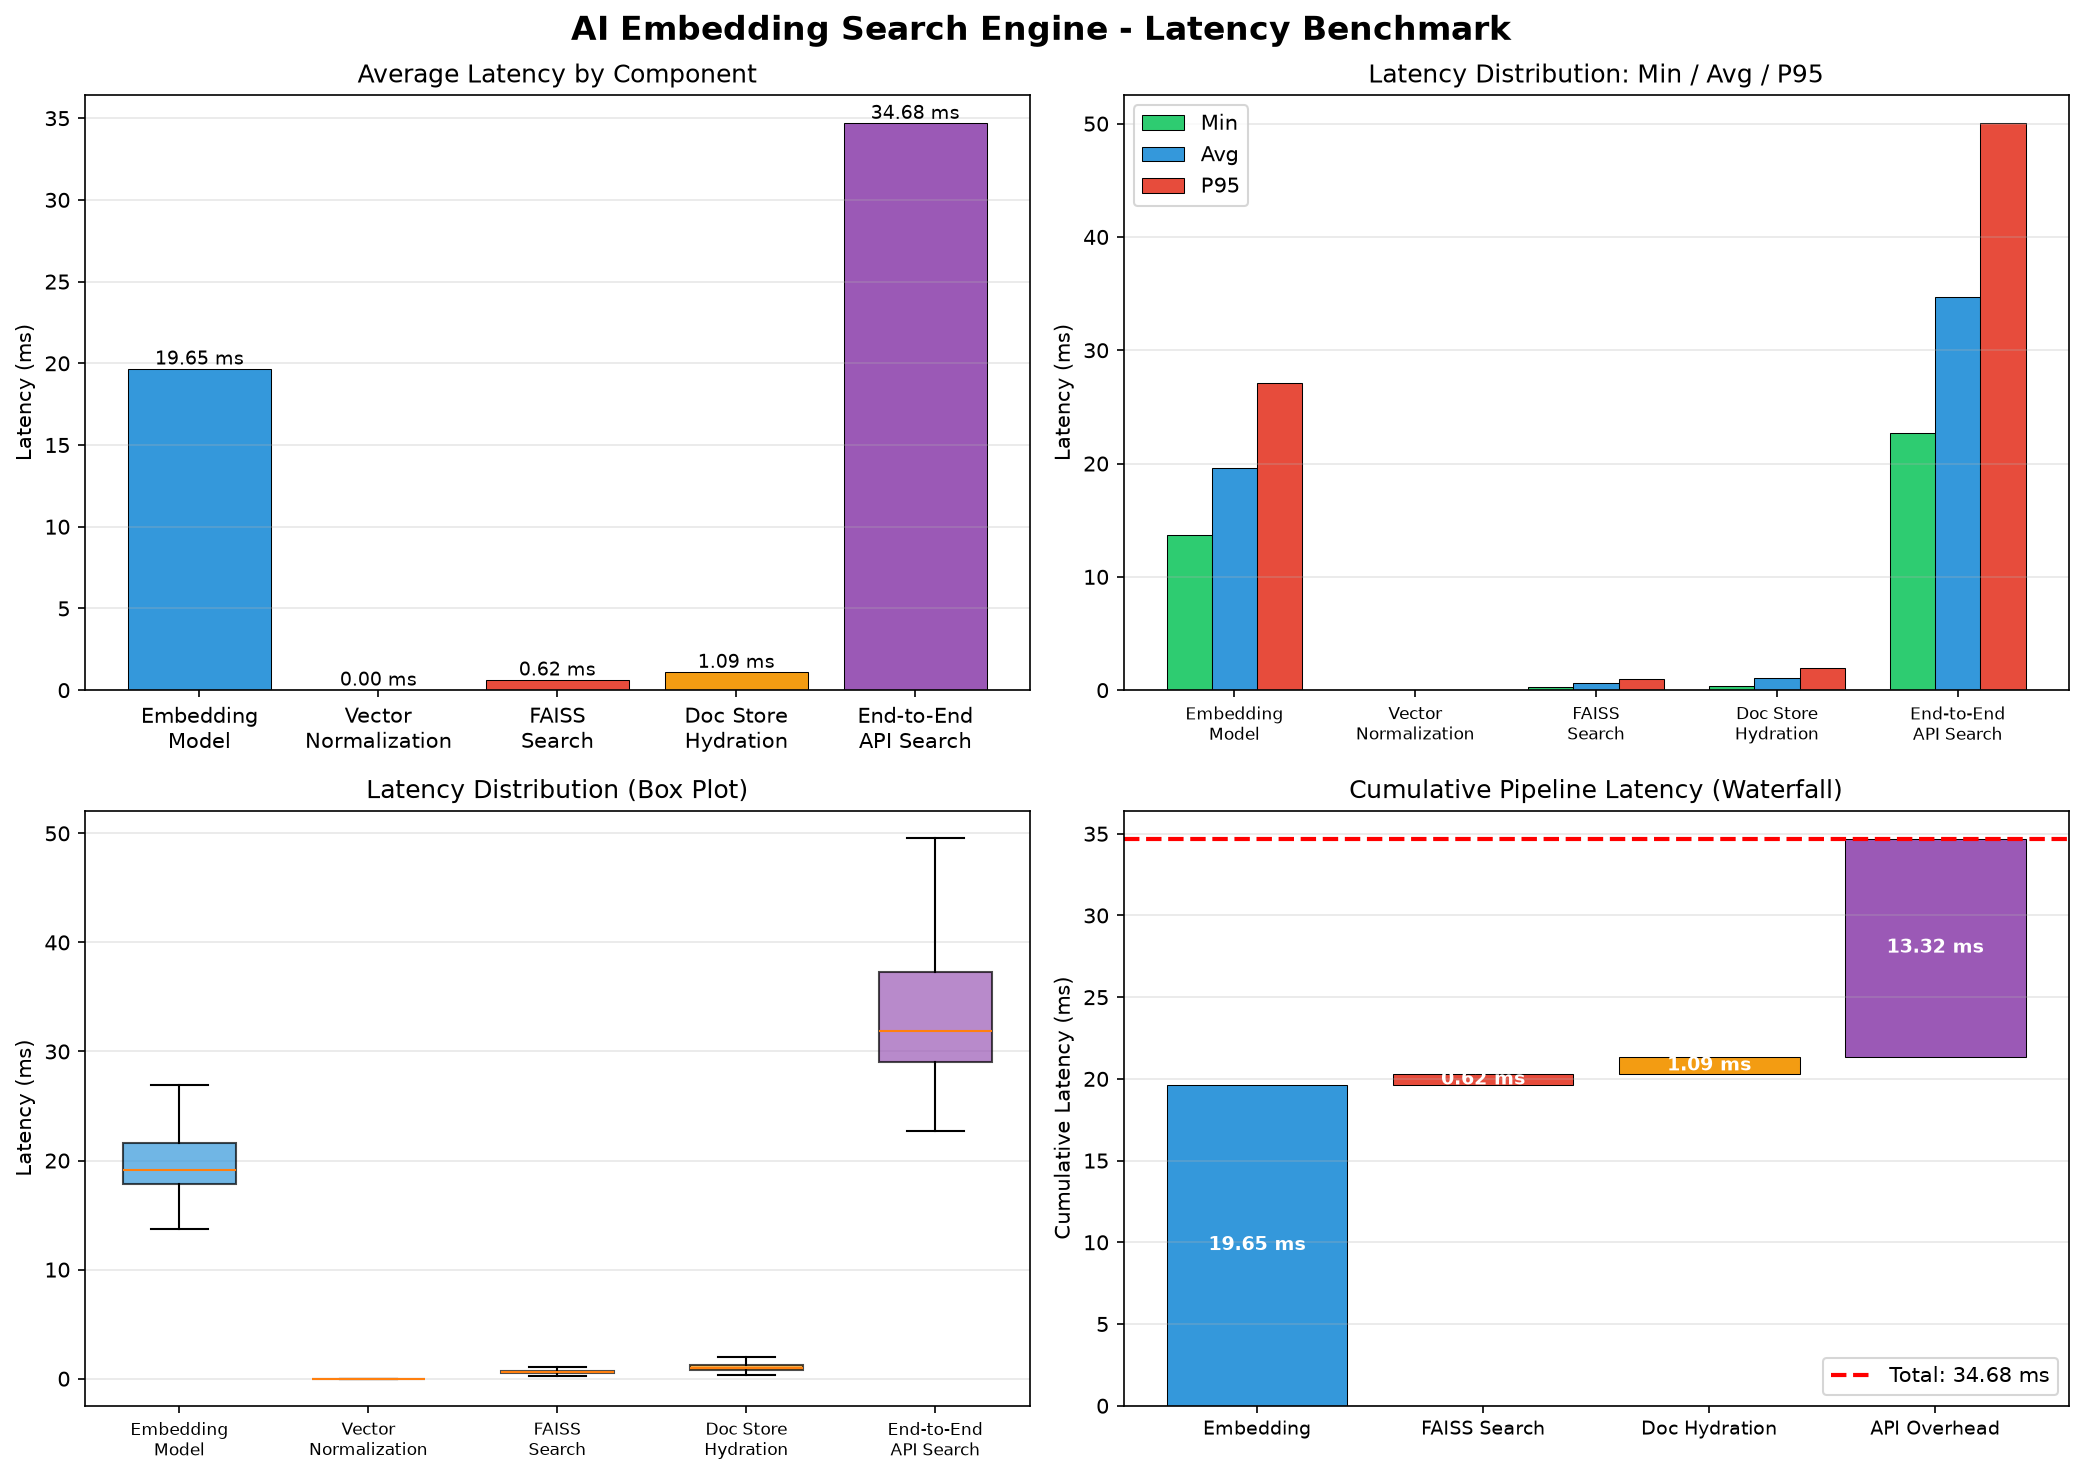 AI Embedding Search Engine - Latency Benchmark
Average Latency by Component
Latency (ms)
35
30
25
20
15
10
5
0
19.65 ms
0.00 ms
0.62 ms
1.09 ms
34.68 ms
Embedding
Model
Vector
Normalization
FAISS
Search
Doc Store
Hydration
End-to-End
API Search
Latency Distribution: Min / Avg / P95
Latency (ms)
50
40
30
20
10
0
Min
Avg
P95
Embedding
Model
Vector
Normalization
FAISS
Search
Doc Store
Hydration
End-to-End
API Search
Latency Distribution (Box Plot)
Latency (ms)
50
40
30
20
10
0
Embedding
Model
Vector
Normalization
FAISS
Search
Doc Store
Hydration
End-to-End
API Search
Cumulative Pipeline Latency (Waterfall)
Cumulative Latency (ms)
35
30
25
20
15
10
5
0
19.65 ms
0.62 ms
1.09 ms
13.32 ms
Total: 34.68 ms
Embedding
FAISS Search
Doc Hydration
API Overhead